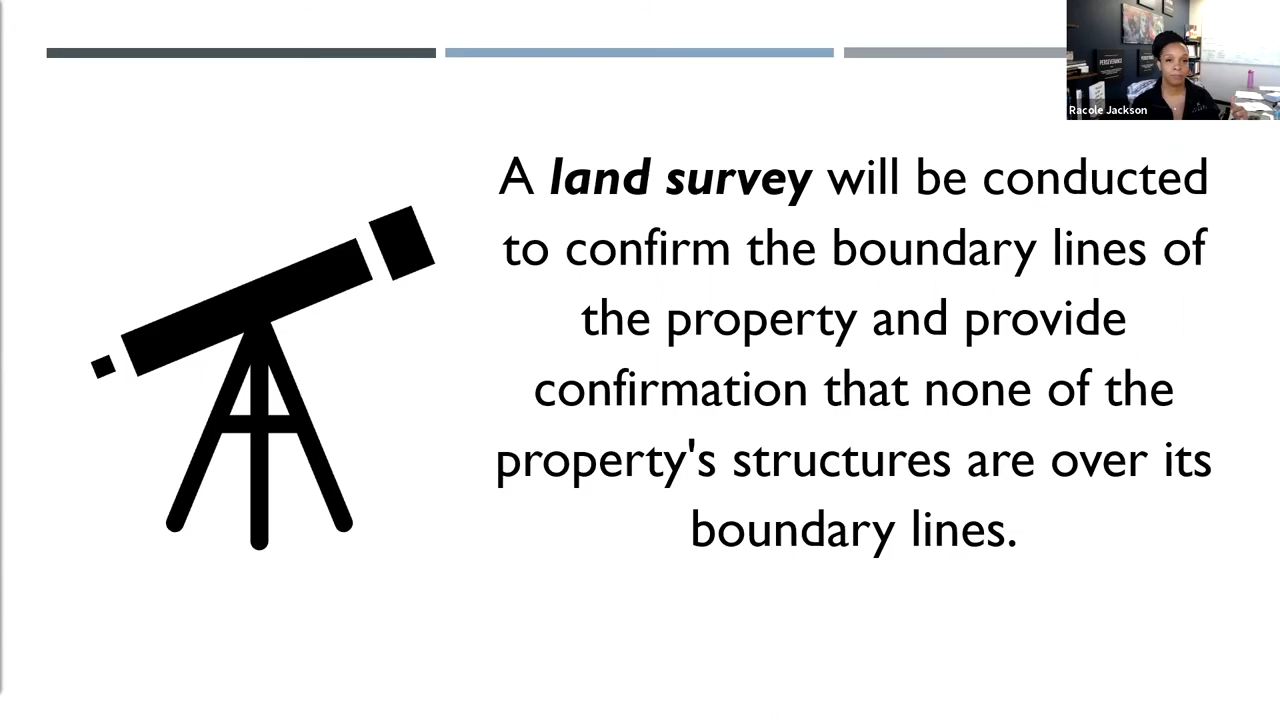 PERSEVERANCE
Racole Jackson
A land survey will be conducted
to confirm the boundary lines of
the property and provide
confirmation that none of the
property's structures are over its
boundary lines.